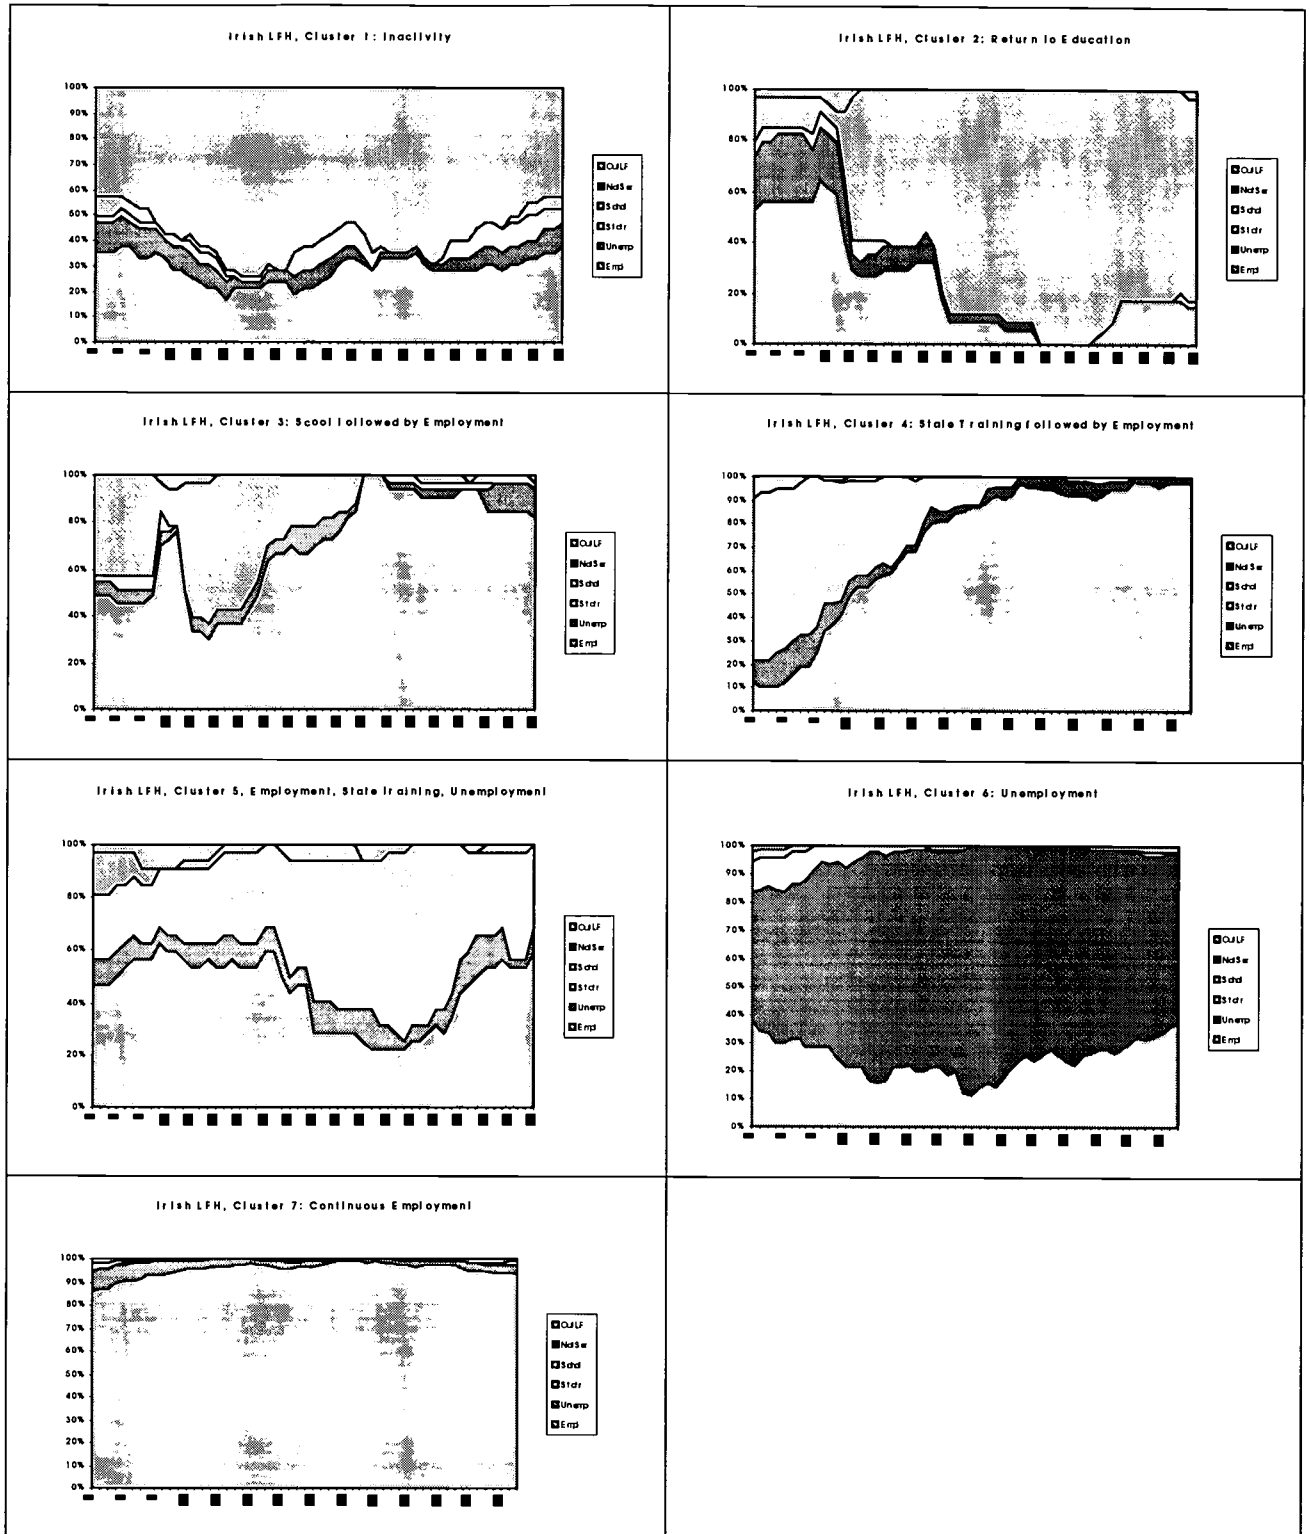 Irish LFH, Cluster 1: Inactivity
100%
90%
80%
70%
60%
50%
40%
30%
20%
10%
0%
OutLF
NatSer
Schol
Sttr
Unemp
Empl
Irish LFH, Cluster 2: Return to Education
100%
80%
60%
40%
20%
0%
OutLF
NatSer
Schol
Sttr
Unemp
Empl
Irish LFH, Cluster 3: Scool followed by Employment
100%
80%
60%
40%
20%
0%
OutLF
NatSer
Schol
Sttr
Unemp
Empl
Irish LFH, Cluster 4: State Training followed by Employment
100%
90%
80%
70%
60%
50%
40%
30%
20%
10%
0%
OutLF
NatSer
Schol
Sttr
Unemp
Empl
Irish LFH, Cluster 5, Employment, State training, Unemployment
100%
80%
60%
40%
20%
0%
OutLF
NatSer
Schol
Sttr
Unemp
Empl
Irish LFH, Cluster 6: Unemployment
100%
90%
80%
70%
60%
50%
40%
30%
20%
10%
0%
OutLF
NatSer
Schol
Sttr
Unemp
Empl
Irish LFH, Cluster 7: Continuous Employment
100%
90%
80%
70%
60%
50%
40%
30%
20%
10%
0%
OutLF
NatSer
Schol
Sttr
Unemp
Empl